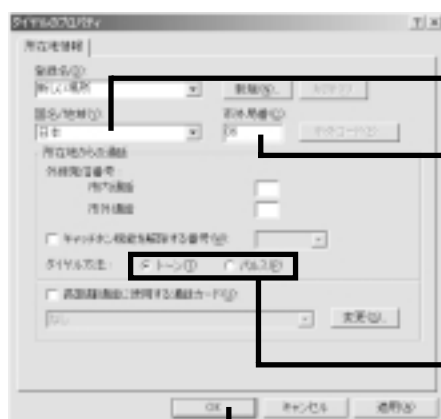 ダイヤルのプロパティ
所在地情報
登録名(I):
新しい場所
新規(N)...
国名/地域(Y):
市外局番(C):
日本
06
所在地からの通話
外線発信番号:
市内通話
市外通話
キャッチホン機能を解除する番号(W):
ダイヤル方法:
トーン(T)
パルス(P)
長距離通話に使用する通話カード(U):
なし
変更(G)...
OK
キャンセル
適用(A)